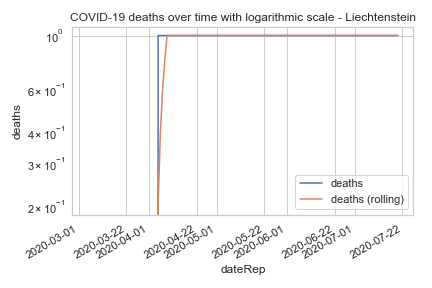 COVID-19 deaths over time with logarithmic scale - Liechtenstein
10⁰
6 × 10⁻¹
4 × 10⁻¹
3 × 10⁻¹
2 × 10⁻¹
deaths
deaths
deaths (rolling)
2020-03-01
2020-03-22
2020-04-01
2020-04-22
2020-05-01
2020-05-22
2020-06-01
2020-06-22
2020-07-01
2020-07-22
dateRep